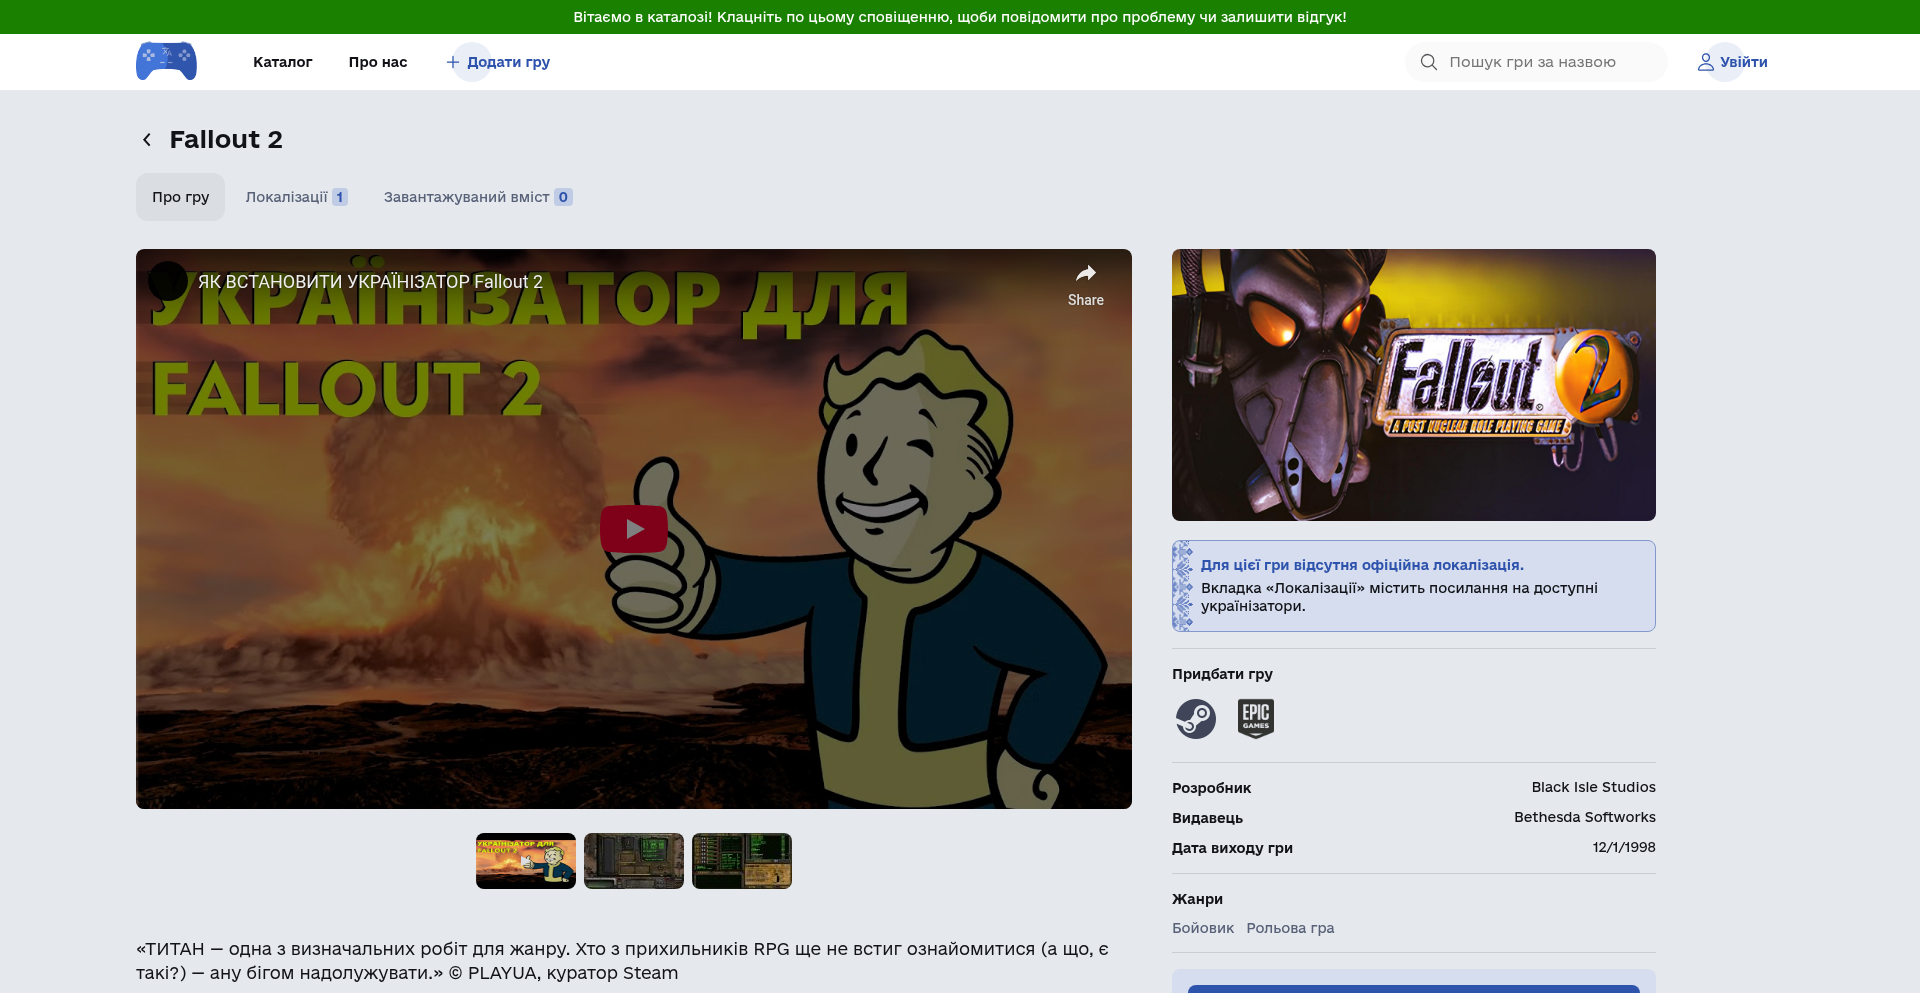 Вітаємо в каталозі! Клацніть по цьому сповіщенню, щоби повідомити про проблему чи залишити відгук!
Каталог
Про нас
Додати гру
Пошук гри за назвою
Увійти
Fallout 2
Про гру
Локалізації 1
Завантажуваний вміст 0
ЯК ВСТАНОВИТИ УКРАЇНІЗАТОР Fallout 2
Share
УКРАЇНІЗАТОР ДЛЯ
FALLOUT 2
Fallout 2
A POST NUCLEAR ROLE PLAYING GAME
Для цієї гри відсутня офіційна локалізація.
Вкладка «Локалізації» містить посилання на доступні
українізатори.
Придбати гру
EPIC
GAMES
Розробник
Black Isle Studios
Видавець
Bethesda Softworks
Дата виходу гри
12/1/1998
Жанри
Бойовик Рольова гра
УКРАЇНІЗАТОР ДЛЯ
FALLOUT 2
«ТИТАН — одна з визначальних робіт для жанру. Хто з прихильників RPG ще не встиг ознайомитися (а що, є
такі?) — ану бігом надолужувати.» © PLAYUA, куратор Steam